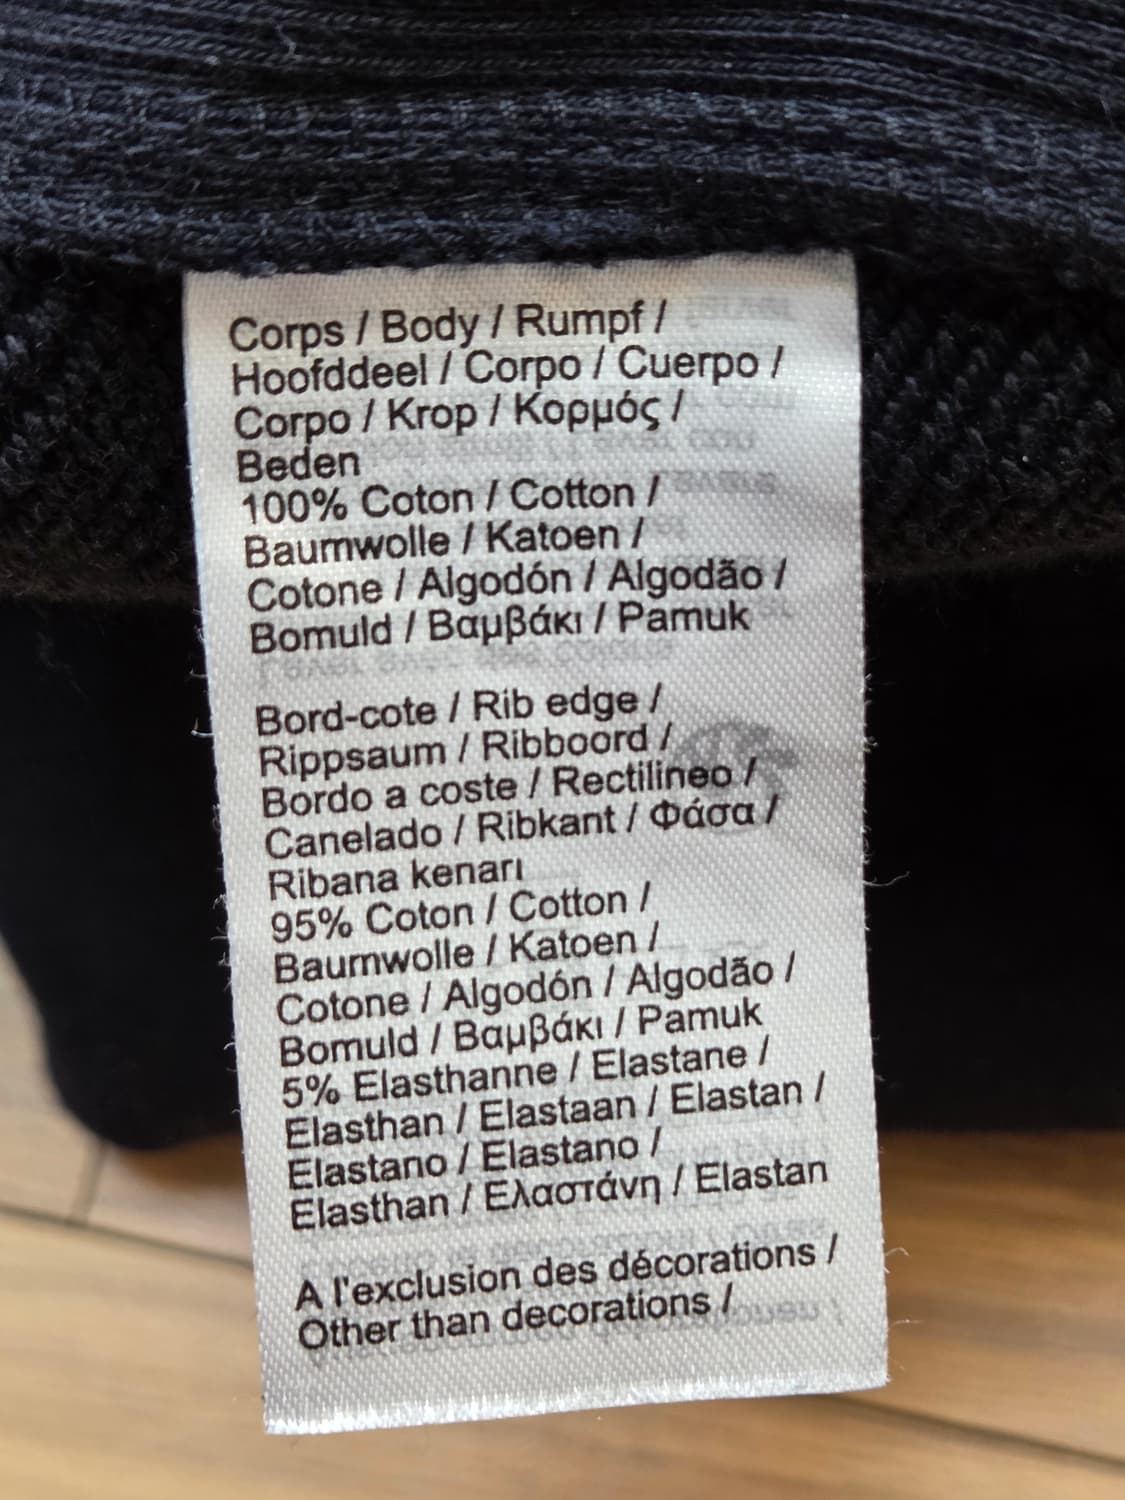 Corps / Body / Rumpf /
Hoofddeel / Corpo / Cuerpo /
Corpo / Krop / Κορμός /
Beden
100% Coton / Cotton /
Baumwolle / Katoen /
Cotone / Algodón / Algodão /
Bomuld / Βαμβάκι / Pamuk
Bord-cote / Rib edge /
Rippsaum / Ribboord /
Bordo a coste / Rectilineo /
Canelado / Ribkant / Φάσα /
Ribana kenarı
95% Coton / Cotton /
Baumwolle / Katoen /
Cotone / Algodón / Algodão /
Bomuld / Βαμβάκι / Pamuk
5% Elasthanne / Elastane /
Elasthan / Elastaan / Elastan /
Elastano / Elastano /
Elasthan / Ελαστάνη / Elastan
A l'exclusion des décorations /
Other than decorations /